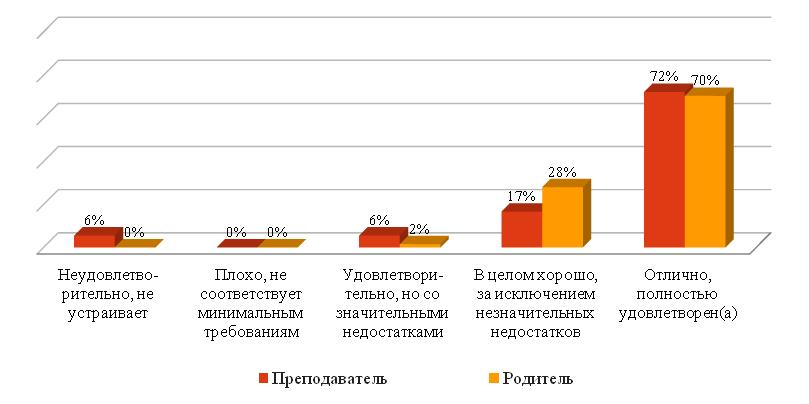 72%
70%
28%
17%
6%
0%
0%
0%
6%
2%
Неудовлетво-
рительно, не
устраивает
Плохо, не
соответствует
минимальным
требованиям
Удовлетвори-
тельно, но со
значительными
недостатками
В целом хорошо,
за исключением
незначительных
недостатков
Отлично,
полностью
удовлетворен(а)
Преподаватель
Родитель